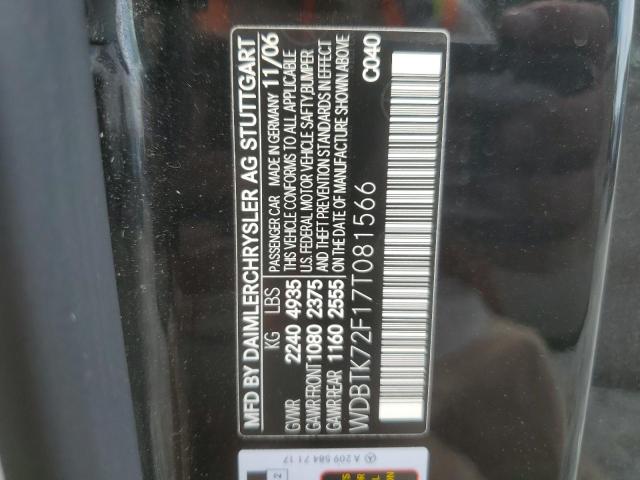 MFD BY DAIMLERCHRYSLER AG STUTTGART
KG LBS PASSENGER CAR MADE IN GERMANY 11/06
GVWR 2240 4935 THIS VEHICLE CONFORMS TO ALL APPLICABLE
GAWR FRONT 1080 2375 U.S. FEDERAL MOTOR VEHICLE SAFTY,BUMPER
GAWR REAR 1160 2555 AND THEFT PREVENTION STANDARDS IN EFFECT
ON THE DATE OF MANUFACTURE SHOWN ABOVE
WDBTK72F17T081566 C040
A 209 584 71 17
2